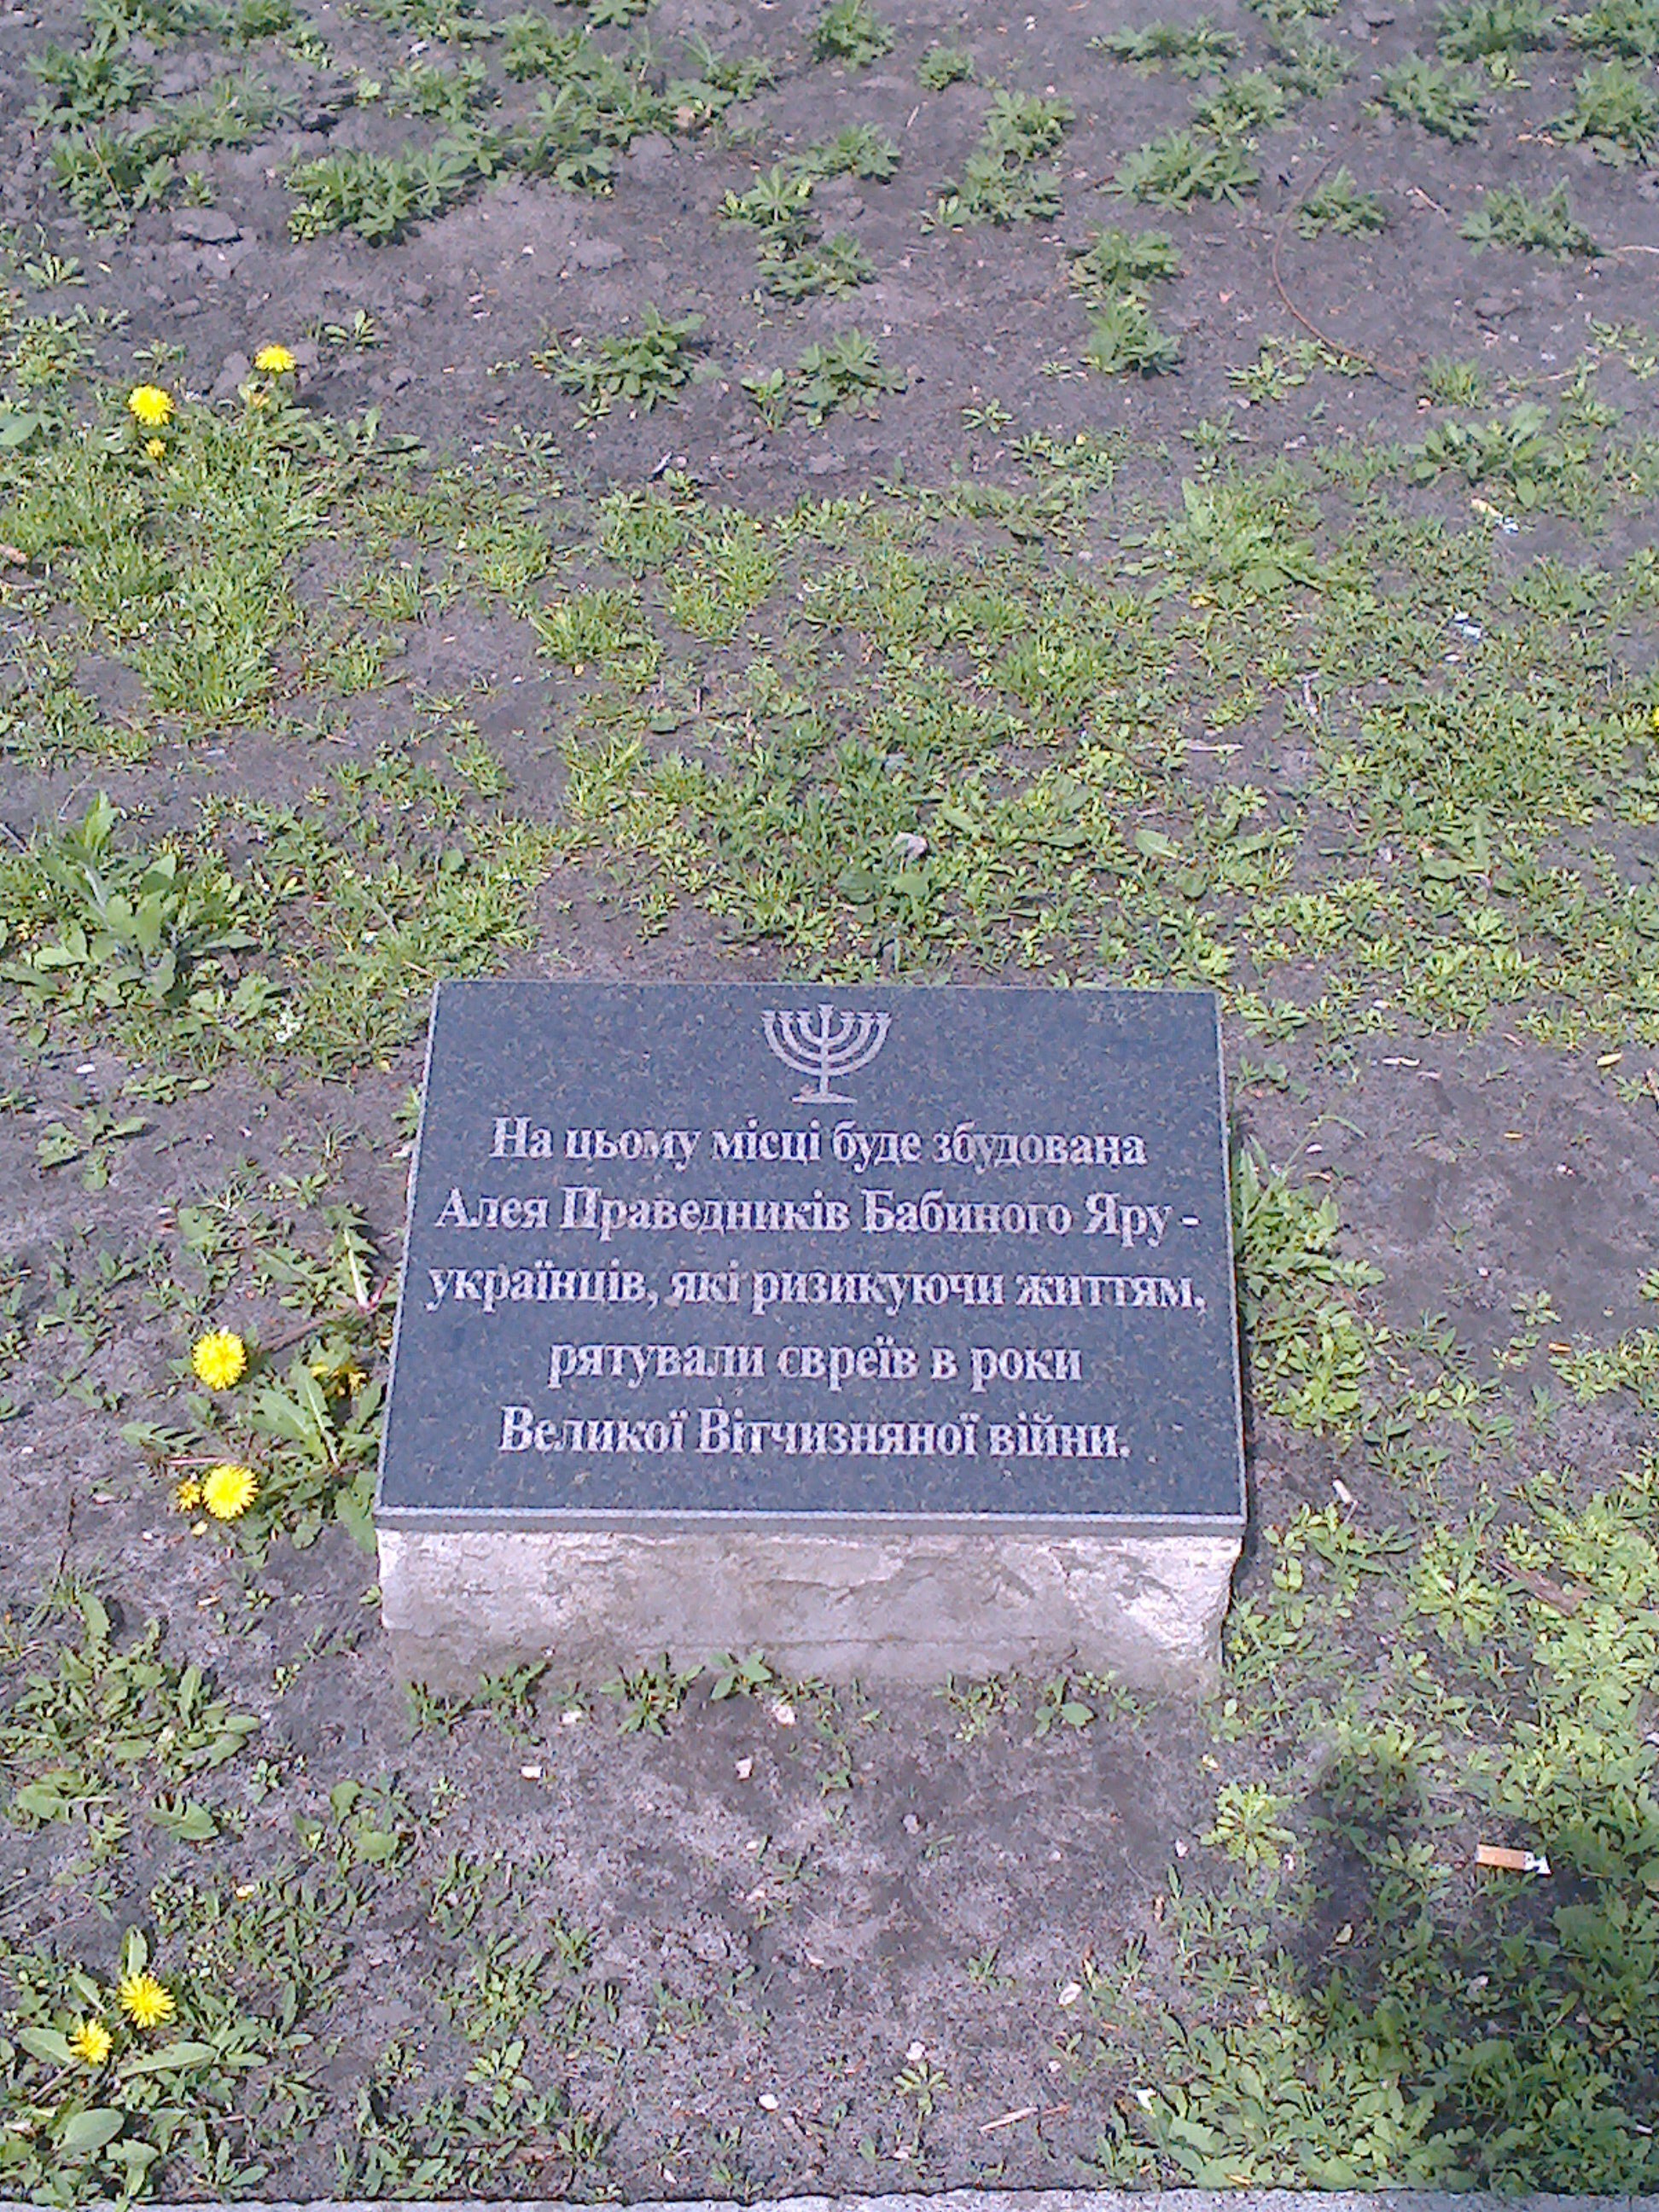 На цьому місці буде збудована
Алея Праведників Бабиного Яру -
українців, які ризикуючи життям,
рятували євреїв в роки
Великої Вітчизняної війни.